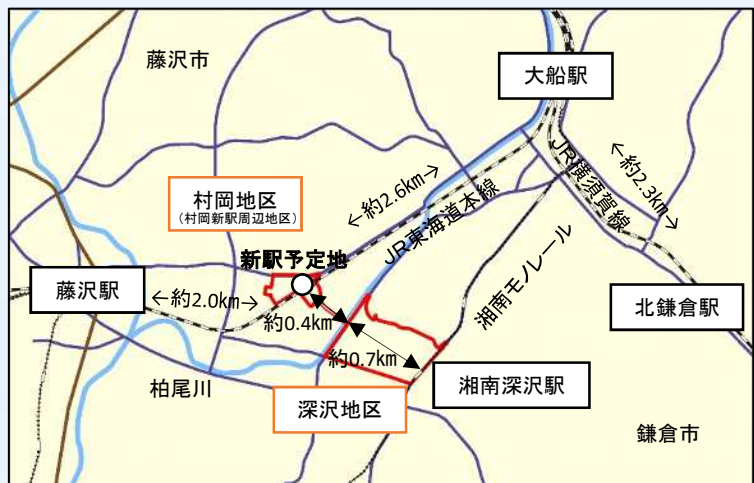 藤沢市
大船駅
JR横須賀線
←約2.3㎞→
←約2.6㎞→
JR東海道本線
村岡地区
(村岡新駅周辺地区)
新駅予定地
湘南モノレール
藤沢駅
←約2.0㎞→
約0.4㎞
北鎌倉駅
約0.7㎞
湘南深沢駅
柏尾川
深沢地区
鎌倉市